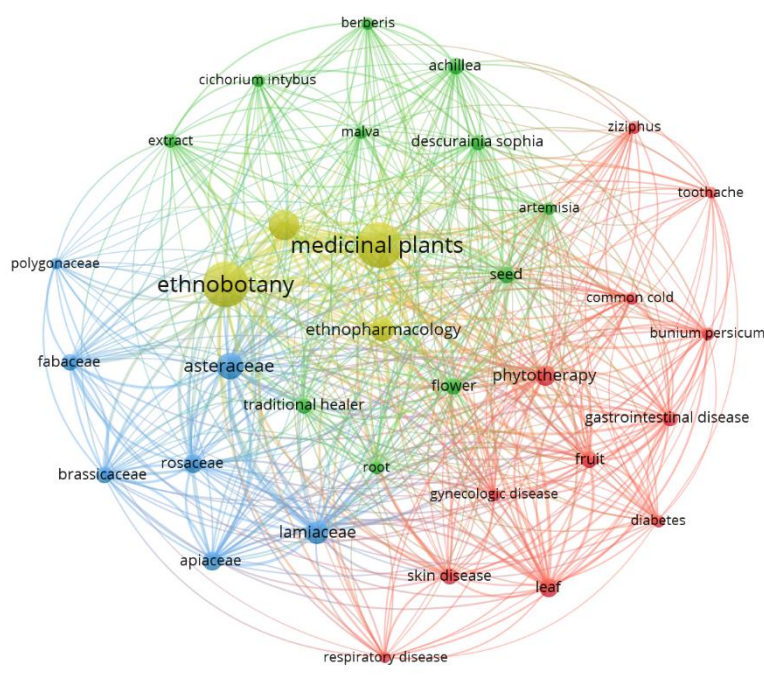 berberis
achillea
cichorium intybus
ziziphus
malva
extract
descurainia sophia
toothache
artemisia
medicinal plants
polygonaceae
seed
ethnobotany
common cold
ethnopharmacology
bunium persicum
fabaceae
asteraceae
phytotherapy
flower
traditional healer
gastrointestinal disease
rosaceae
fruit
root
brassicaceae
gynecologic disease
diabetes
lamiaceae
apiaceae
skin disease
leaf
respiratory disease